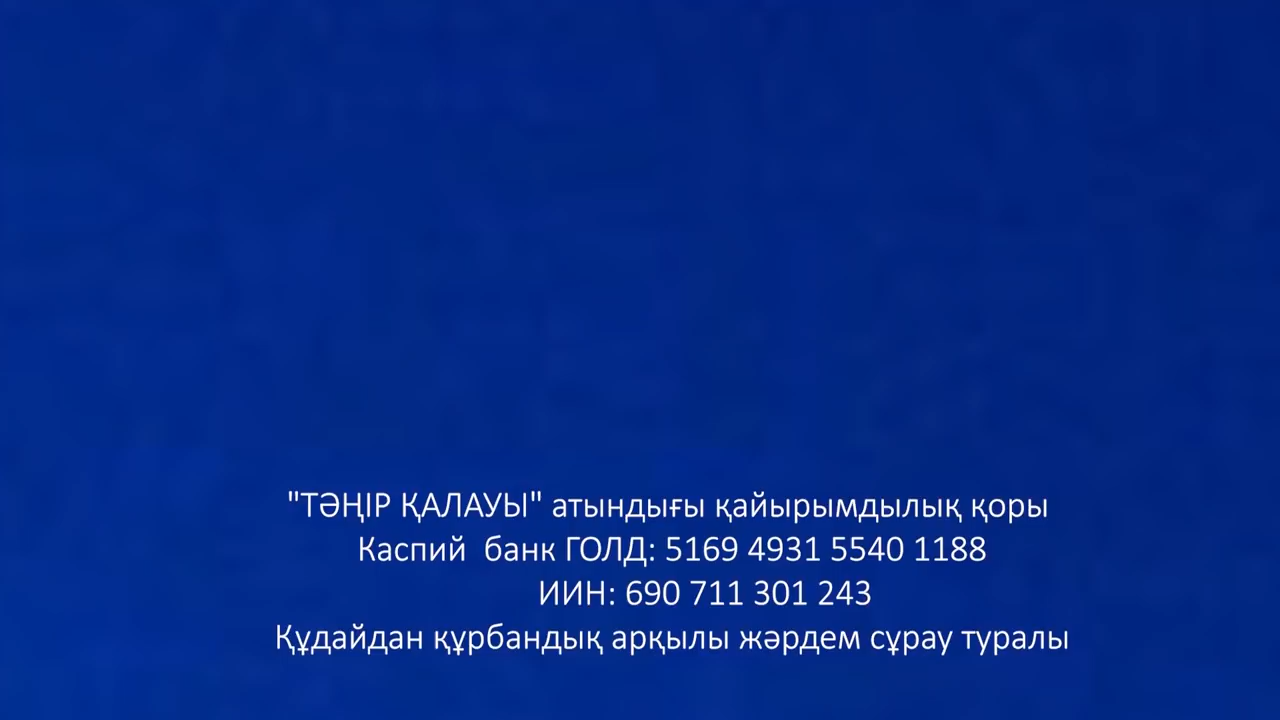 "ТӘҢІР ҚАЛАУЫ" атындығы қайырымдылық қоры
Каспий банк ГОЛД: 5169 4931 5540 1188
ИИН: 690 711 301 243
Құдайдан құрбандық арқылы жәрдем сұрау туралы